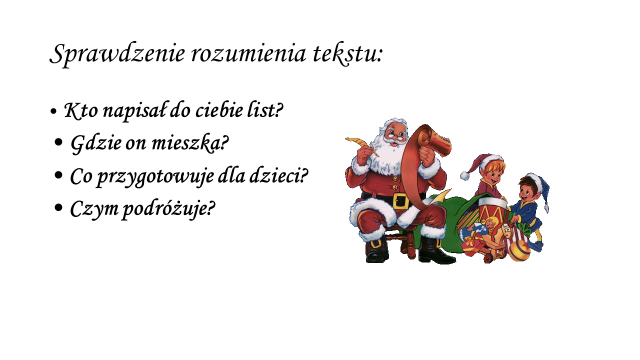 Sprawdzenie rozumienia tekstu:
• Kto napisał do ciebie list?
• Gdzie on mieszka?
• Co przygotowuje dla dzieci?
• Czym podróżuje?